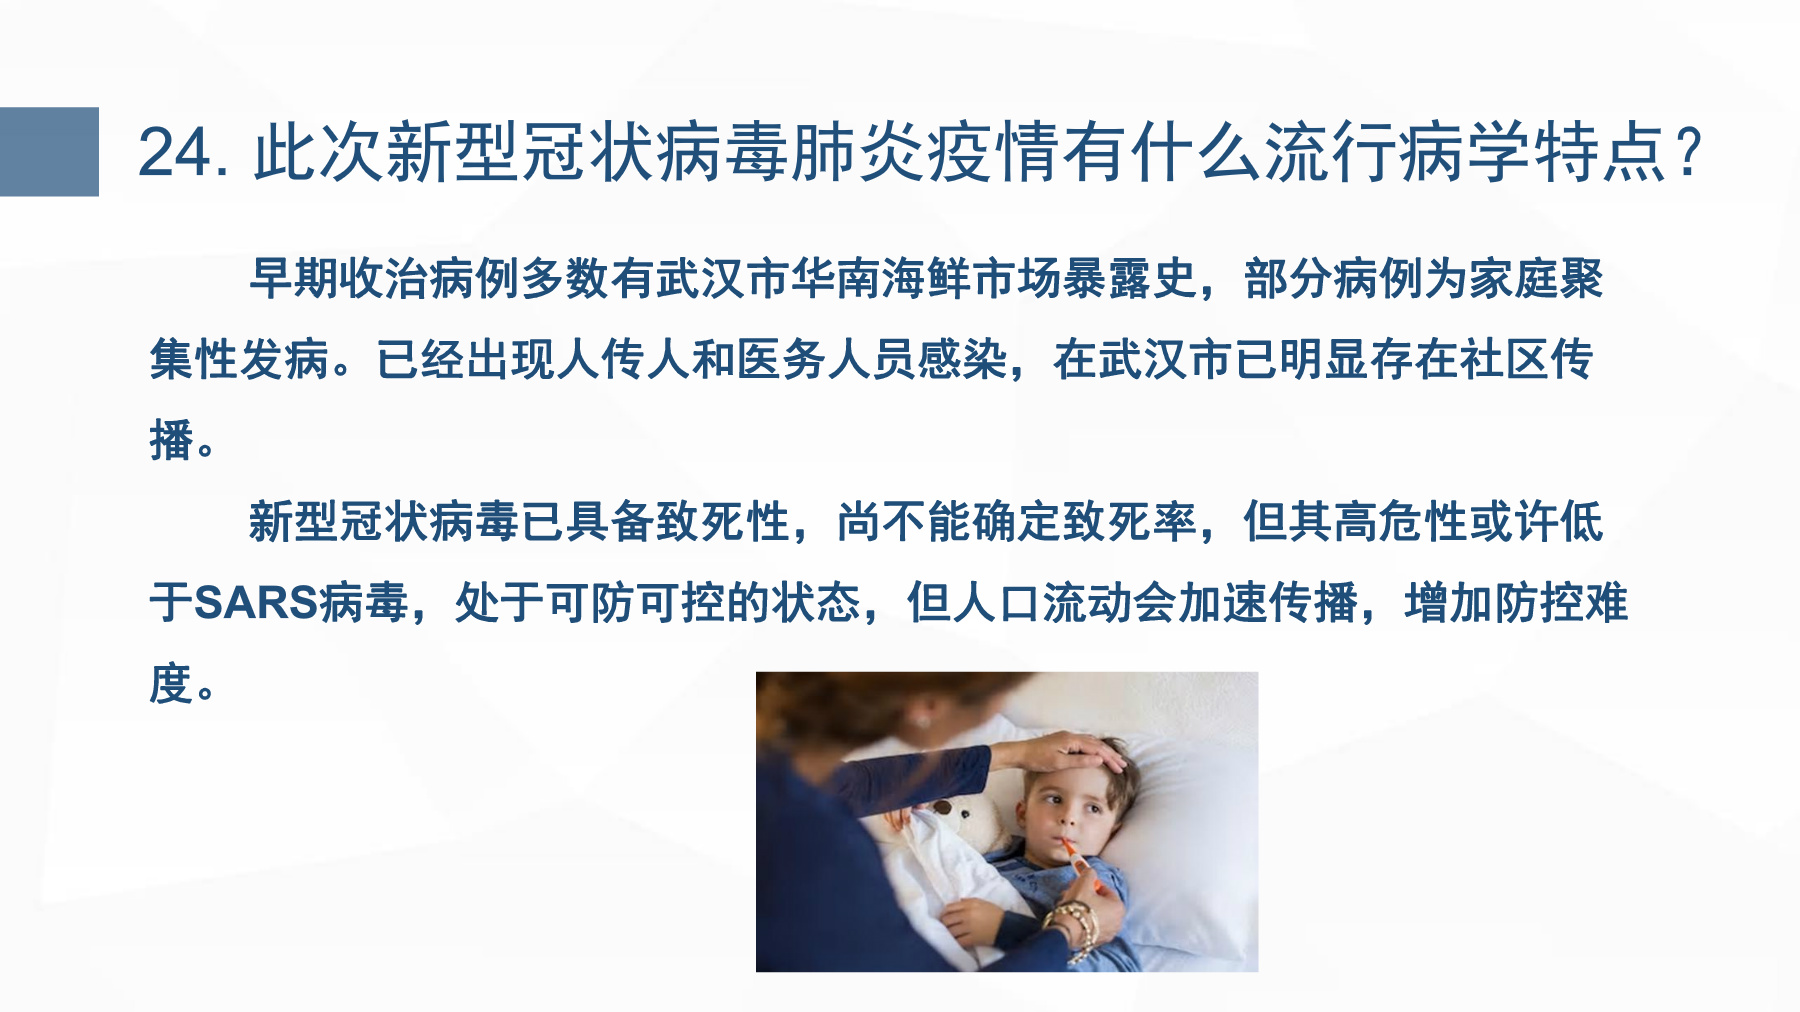 24. 此次新型冠状病毒肺炎疫情有什么流行病学特点？
早期收治病例多数有武汉市华南海鲜市场暴露史，部分病例为家庭聚
集性发病。已经出现人传人和医务人员感染，在武汉市已明显存在社区传
播。
新型冠状病毒已具备致死性，尚不能确定致死率，但其高危性或许低
于SARS病毒，处于可防可控的状态，但人口流动会加速传播，增加防控难
度。